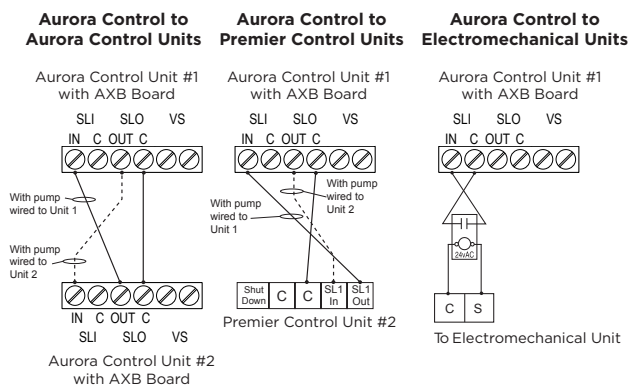 Aurora Control to
Aurora Control Units
Aurora Control Unit #1
with AXB Board
SLI SLO VS
IN C OUT C
With pump
wired to Unit 1
With pump
wired to
Unit 2
IN C OUT C
SLI SLO VS
Aurora Control Unit #2
with AXB Board
Aurora Control to
Premier Control Units
Aurora Control Unit #1
with AXB Board
SLI SLO VS
IN C OUT C
With pump
wired to
Unit 2
With pump
wired to
Unit 1
Shut
Down
C
C
SL1
In
SL1
Out
Premier Control Unit #2
Aurora Control to
Electromechanical Units
Aurora Control Unit #1
with AXB Board
SLI SLO VS
IN C OUT C
24vAC
C S
To Electromechanical Unit